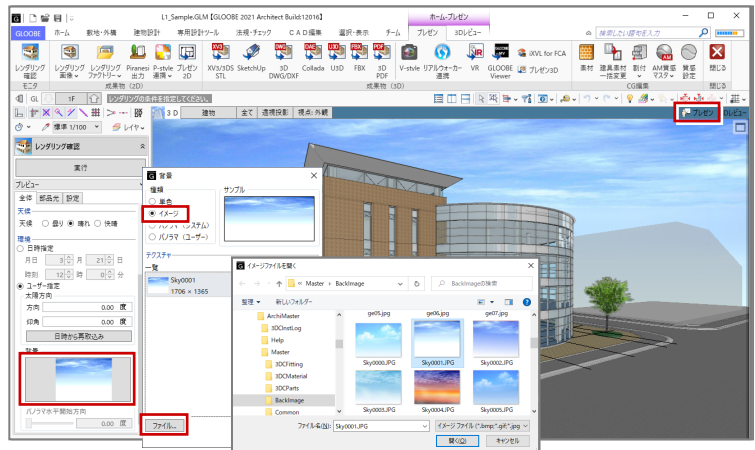 L1_Sample.GLM [GLOOBE 2021 Architect Build:12016]
ホーム-プレゼン
GLOOBE ホーム 敷地・外構 建物設計 専用設計ツール 法規・チェック CAD編集 選択・表示 チーム プレゼン 3Dビュー
検索したい語句を入力
レンダリング確認
レンダリング画像
レンダリングファクトリー
Piranesi出力
P-style連携
プレゼン2D
XV3/3DS STL
SketchUp
3D DWG/DXF
Collada
U3D
FBX
3D PDF
V-style
リアルウォーカー連携
VR
GLOOBE Viewer
iXVL for FCA
プレゼン3D
素材
建具素材一括変更
割付
AM質感マスター
質感設定
閉じる
モニタ
成果物 (2D)
成果物 (3D)
CG編集
閉じる
GL
1F
レンダリングの条件を指定してください。
3D 建物 全て 透視投影 視点:外観
プレゼン
標準 1/100
レイヤ
レンダリング確認
実行
プレビュー
全体 部品光 設定
天候
天候 曇り 晴れ 快晴
環境
日時指定
月日 3 月 21 日
時刻 12 時 0 分
ユーザー指定
太陽方向
方向 0.00 度
仰角 0.00 度
日時から再取込み
背景
パノラマ水平開始方向
0.00 度
背景
種類
サンプル
単色
イメージ
パノラマ (システム)
パノラマ (ユーザー)
テクスチャ
一覧
Sky0001
1706 × 1365
ファイル...
イメージファイルを開く
« Master › BackImage
BackImageの検索
整理 新しいフォルダー
ArchiMaster
3DCInstLog
Help
Master
3DCFitting
3DCMaterial
3DCParts
BackImage
Common
ge05.jpg
ge06.jpg
ge07.jpg
Sky0000.JPG
Sky0001.JPG
Sky0002.JPG
Sky0003.JPG
Sky0004.JPG
Sky0005.JPG
ファイル名(N): Sky0001.JPG
イメージ ファイル (*.bmp;*.gif;*.jpg
開く(O)
キャンセル